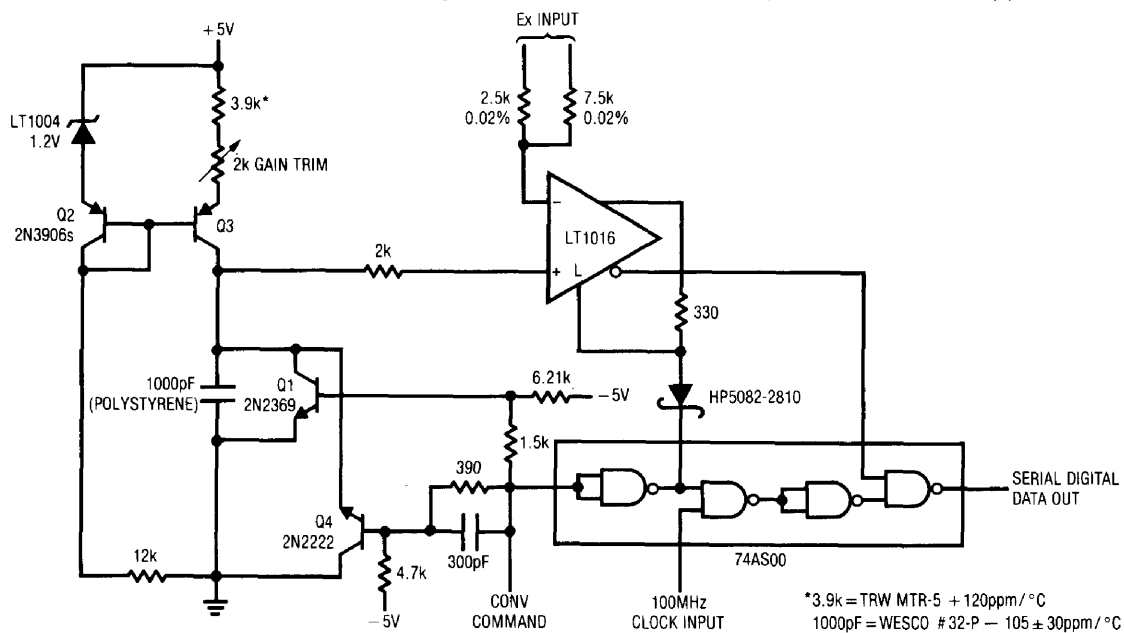 Ex INPUT
+5V
3.9k*
2.5k
0.02%
7.5k
0.02%
LT1004
1.2V
2k GAIN TRIM
Q2
2N3906s
Q3
2k
−
LT1016
+ L
330
1000pF
(POLYSTYRENE)
Q1
2N2369
6.21k
−5V
HP5082-2810
1.5k
390
SERIAL DIGITAL
DATA OUT
Q4
2N2222
300pF
74AS00
12k
4.7k
−5V
CONV
COMMAND
100MHz
CLOCK INPUT
*3.9k = TRW MTR-5 +120ppm/°C
1000pF = WESCO #32-P − 105 ± 30ppm/°C